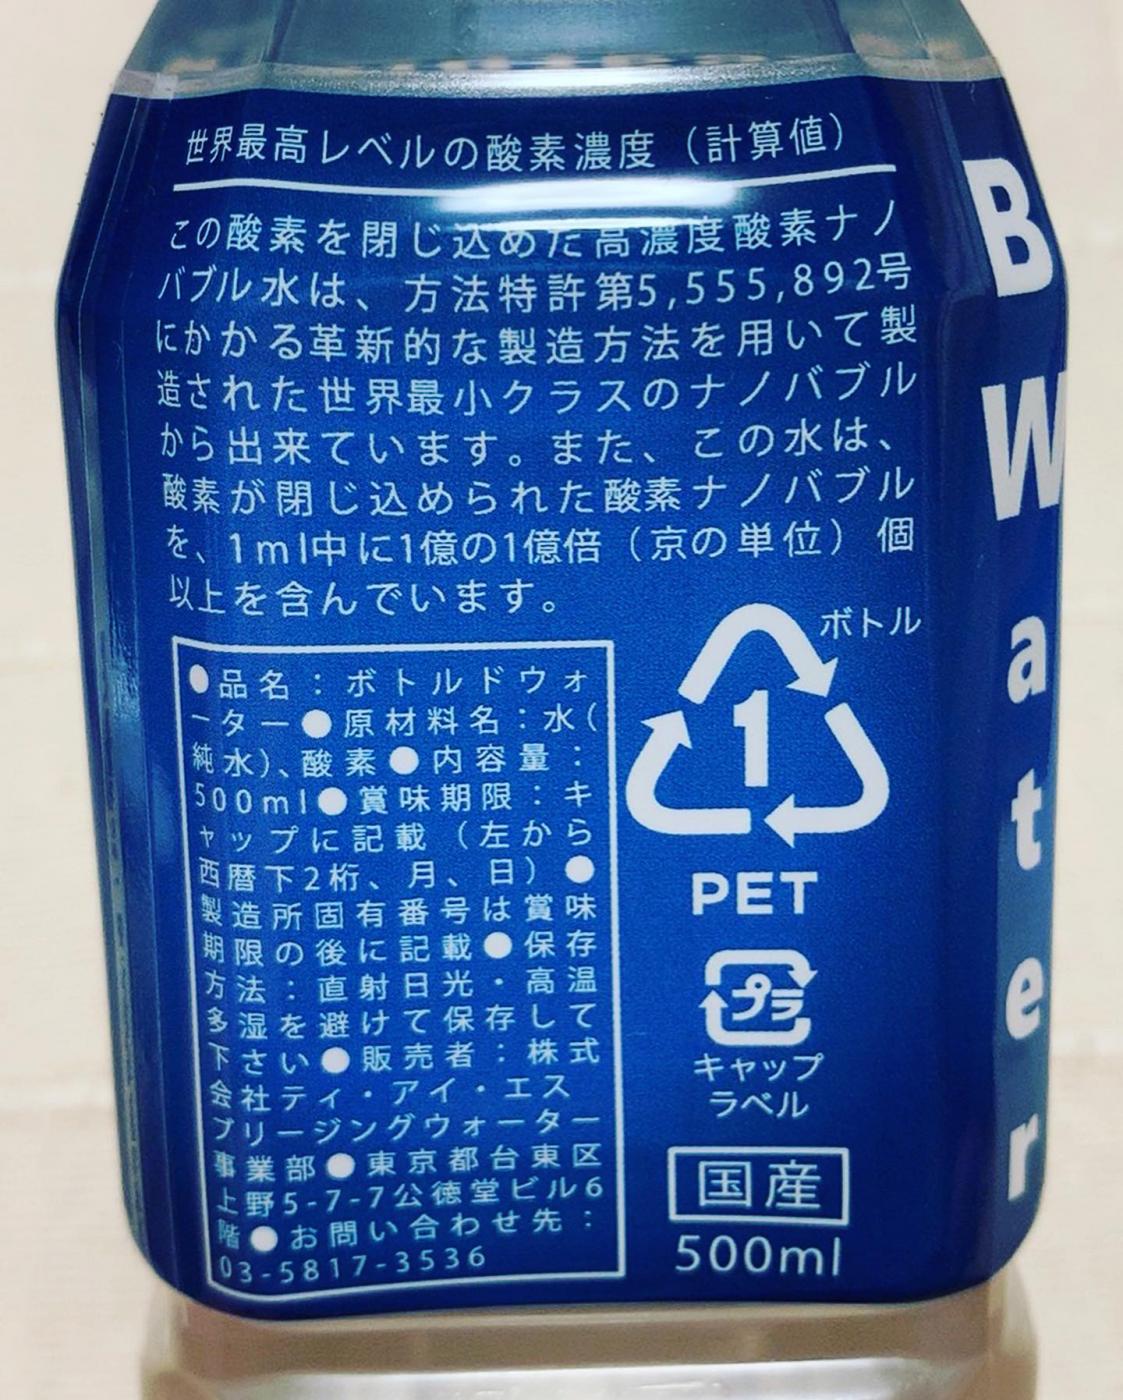 世界最高レベルの酸素濃度（計算値）
この酸素を閉じ込めた高濃度酸素ナノ
バブル水は、方法特許第5,555,892号
にかかる革新的な製造方法を用いて製
造された世界最小クラスのナノバブル
から出来ています。また、この水は、
酸素が閉じ込められた酸素ナノバブル
を、1ml中に1億の1億倍（京の単位）個
以上を含んでいます。
●品名：ボトルドウォ
ーター●原材料名：水（
純水）、酸素●内容量：
500ml●賞味期限：キ
ャップに記載（左から
西暦下2桁、月、日）●
製造所固有番号は賞味
期限の後に記載●保存
方法：直射日光・高温
多湿を避けて保存して
下さい●販売者：株式
会社ティ・アイ・エス
ブリージングウォーター
事業部●東京都台東区
上野5-7-7公徳堂ビル6
階●お問い合わせ先：
03-5817-3536
ボトル
1
PET
プラ
キャップ
ラベル
国産
500ml
B Water